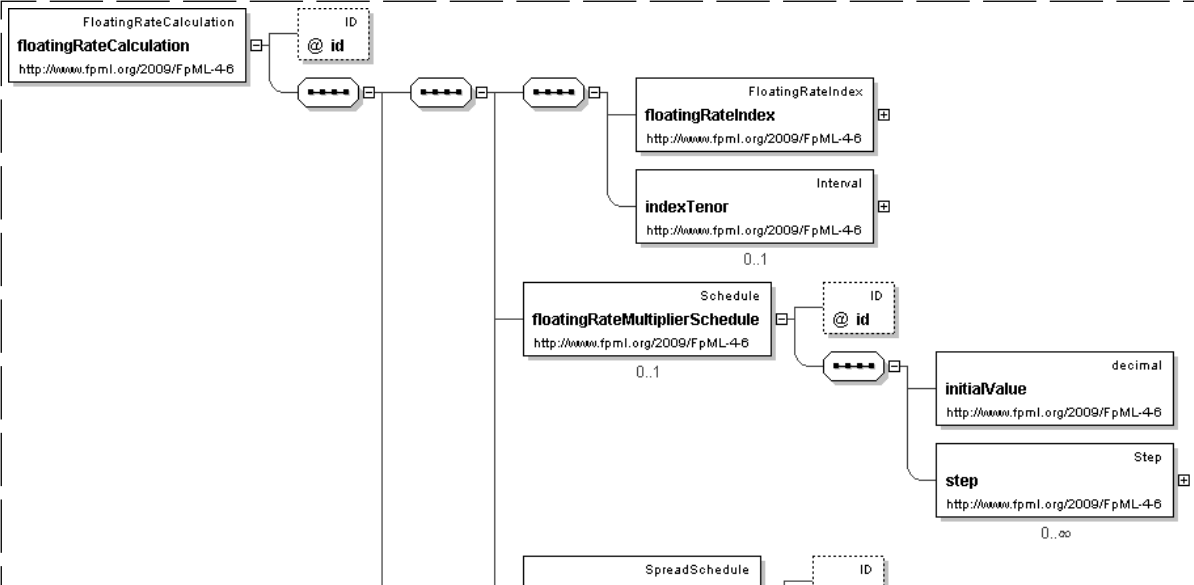 FloatingRateCalculation
floatingRateCalculation
http://www.fpml.org/2009/FpML-4-6
ID
@ id
FloatingRateIndex
floatingRateIndex
http://www.fpml.org/2009/FpML-4-6
Interval
indexTenor
http://www.fpml.org/2009/FpML-4-6
0..1
Schedule
floatingRateMultiplierSchedule
http://www.fpml.org/2009/FpML-4-6
0..1
ID
@ id
decimal
initialValue
http://www.fpml.org/2009/FpML-4-6
Step
step
http://www.fpml.org/2009/FpML-4-6
0..∞
SpreadSchedule
ID